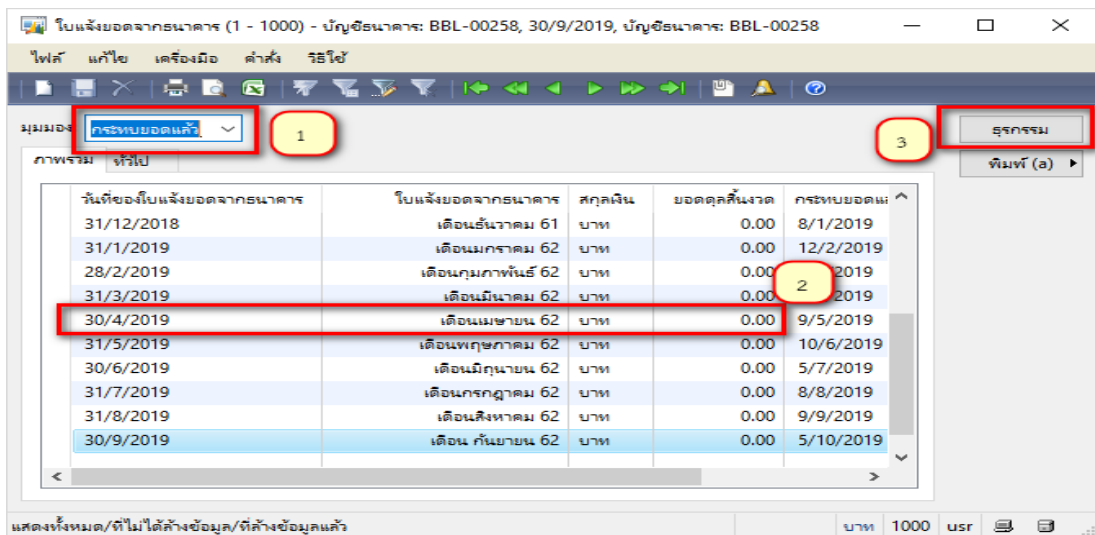 ใบแจ้งยอดจากธนาคาร (1 - 1000) - บัญชีธนาคาร: BBL-00258, 30/9/2019, บัญชีธนาคาร: BBL-00258
ไฟล์ แก้ไข เครื่องมือ คำสั่ง วิธีใช้
มุมมอง กระทบยอดแล้ว 1 3 ธุรกรรม
ภาพรวม ทั่วไป พิมพ์ (a)
วันที่ของใบแจ้งยอดจากธนาคาร ใบแจ้งยอดจากธนาคาร สกุลเงิน ยอดดุลสิ้นงวด กระทบยอดแ
31/12/2018 เดือนธันวาคม 61 บาท 0.00 8/1/2019
31/1/2019 เดือนมกราคม 62 บาท 0.00 12/2/2019
28/2/2019 เดือนกุมภาพันธ์ 62 บาท 0.00 2019
31/3/2019 เดือนมีนาคม 62 บาท 0.00 2 2019
30/4/2019 เดือนเมษายน 62 บาท 0.00 9/5/2019
31/5/2019 เดือนพฤษภาคม 62 บาท 0.00 10/6/2019
30/6/2019 เดือนมิถุนายน 62 บาท 0.00 5/7/2019
31/7/2019 เดือนกรกฎาคม 62 บาท 0.00 8/8/2019
31/8/2019 เดือนสิงหาคม 62 บาท 0.00 9/9/2019
30/9/2019 เดือน กันยายน 62 บาท 0.00 5/10/2019
แสดงทั้งหมด/ที่ไม่ได้ล้างข้อมูล/ที่ล้างข้อมูลแล้ว บาท 1000 usr